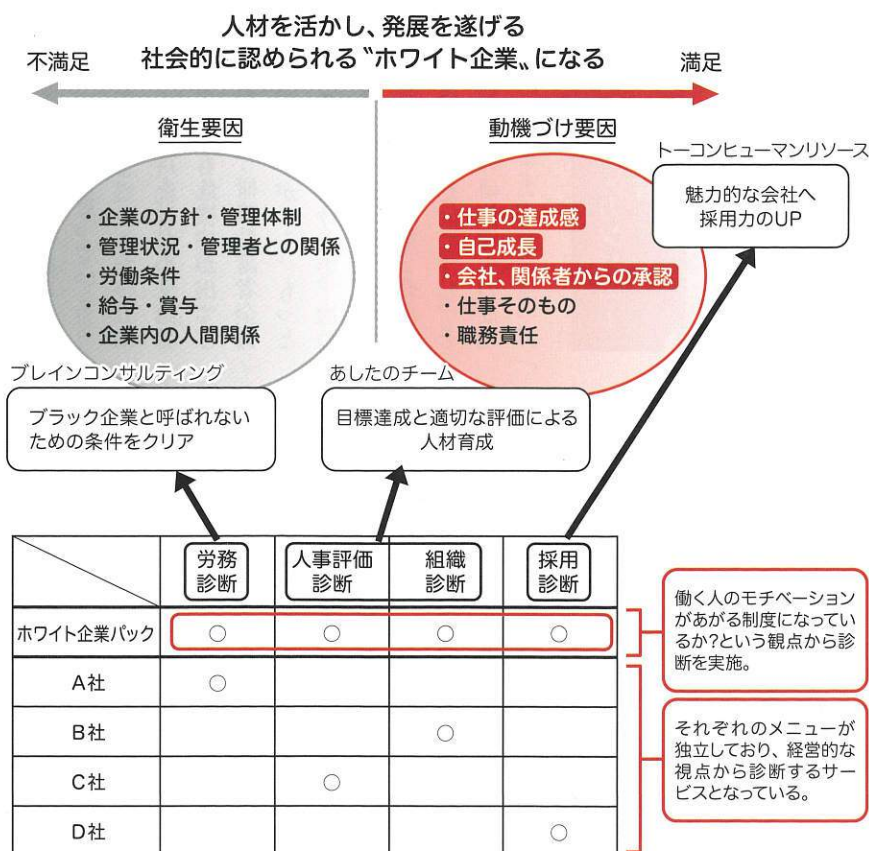 人材を活かし、発展を遂げる
社会的に認められる〝ホワイト企業〟になる
不満足
満足
衛生要因
動機づけ要因
・企業の方針・管理体制
・管理状況・管理者との関係
・労働条件
・給与・賞与
・企業内の人間関係
・仕事の達成感
・自己成長
・会社、関係者からの承認
・仕事そのもの
・職務責任
トーコンヒューマンリソース
魅力的な会社へ
採用力のUP
ブレインコンサルティング
ブラック企業と呼ばれない
ための条件をクリア
あしたのチーム
目標達成と適切な評価による
人材育成
労務
診断
人事評価
診断
組織
診断
採用
診断
ホワイト企業パック ○ ○ ○ ○
A社 ○
B社 ○
C社 ○
D社 ○
働く人のモチベーション
があがる制度になってい
るか?という観点から診
断を実施。
それぞれのメニューが
独立しており、経営的な
視点から診断するサー
ビスとなっている。